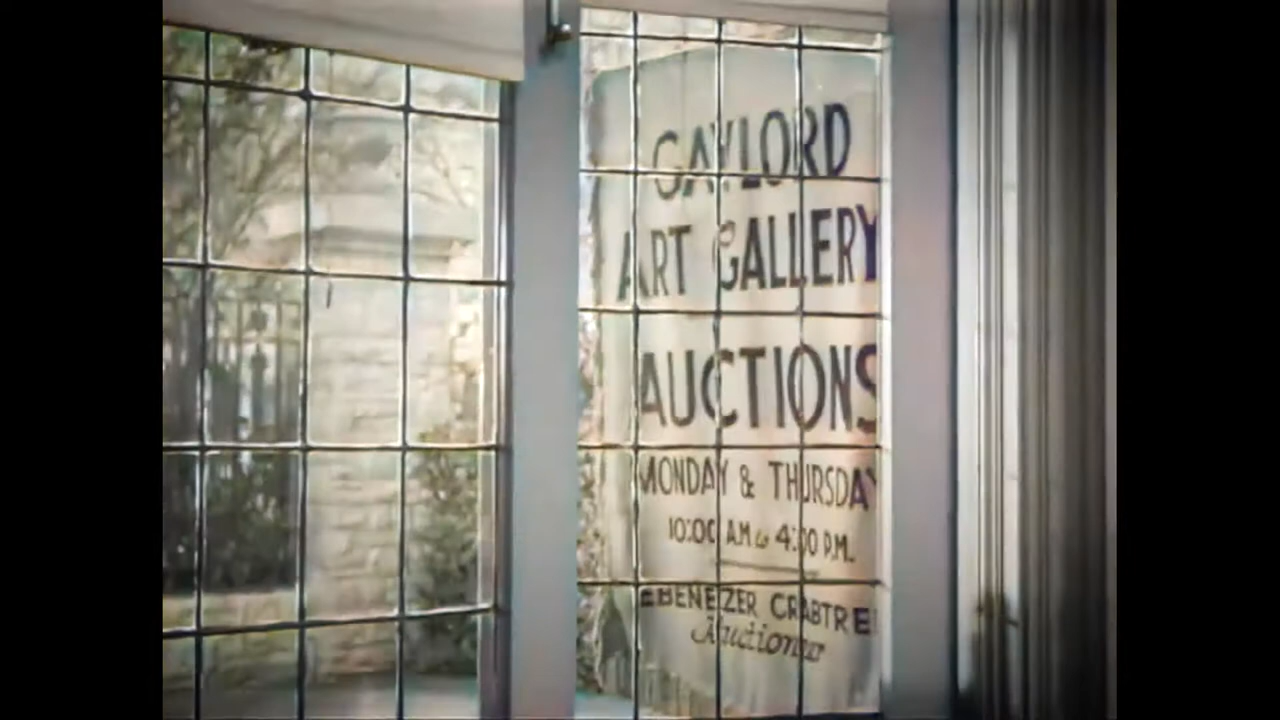 GAYLORD
ART GALLERY
AUCTIONS
MONDAY & THURSDAY
10:00 A.M. to 4:00 P.M.
EBENEZER CRABTREE
Auctioneer